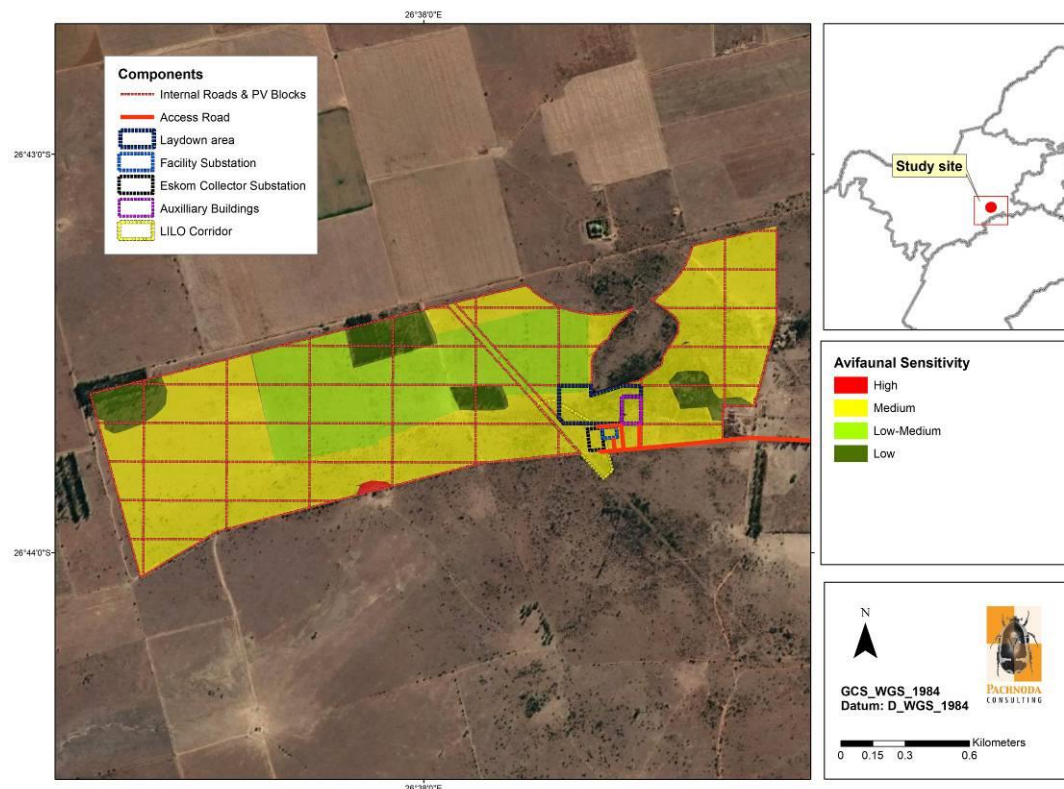 26°38'0"E
Components
Internal Roads & PV Blocks
Access Road
Laydown area
Facility Substation
Eskom Collector Substation
Auxilliary Buildings
LILO Corridor
26°43'0"S
26°44'0"S
26°38'0"E
Study site
Avifaunal Sensitivity
High
Medium
Low-Medium
Low
N
GCS_WGS_1984
Datum: D_WGS_1984
PACHNODA
CONSULTING
Kilometers
0 0.15 0.3 0.6